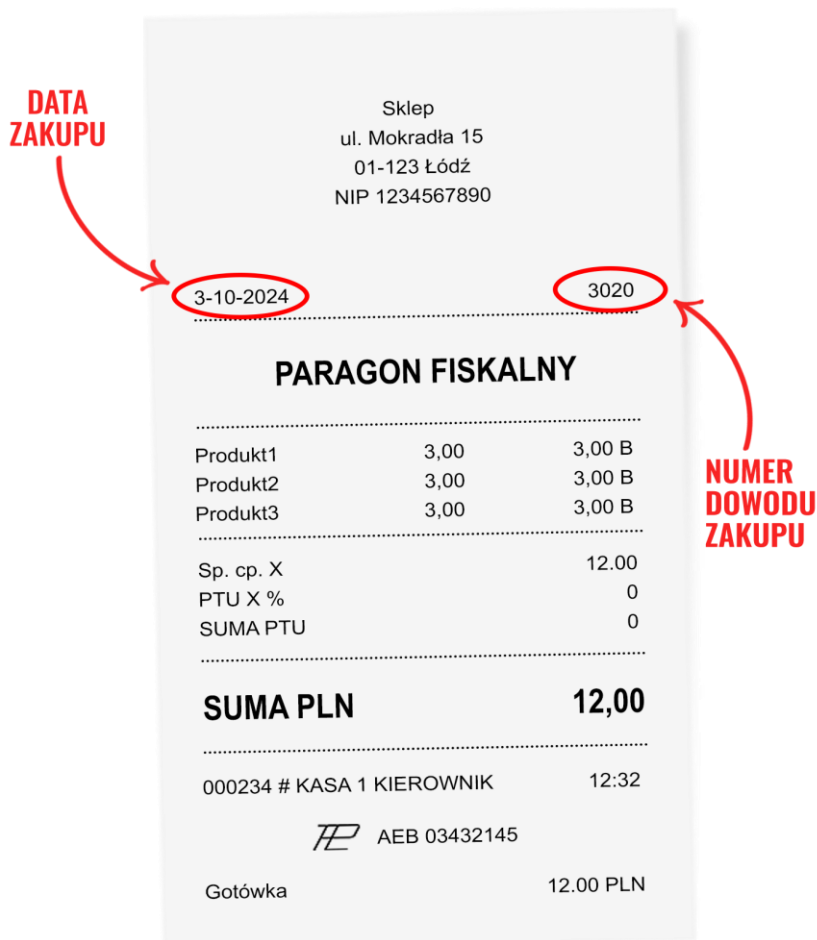 DATA
ZAKUPU
Sklep
ul. Mokradła 15
01-123 Łódź
NIP 1234567890
3-10-2024 3020
PARAGON FISKALNY
Produkt1 3,00 3,00 B
Produkt2 3,00 3,00 B
Produkt3 3,00 3,00 B
NUMER
DOWODU
ZAKUPU
Sp. cp. X 12.00
PTU X % 0
SUMA PTU 0
SUMA PLN 12,00
000234 # KASA 1 KIEROWNIK 12:32
AEB 03432145
Gotówka 12.00 PLN